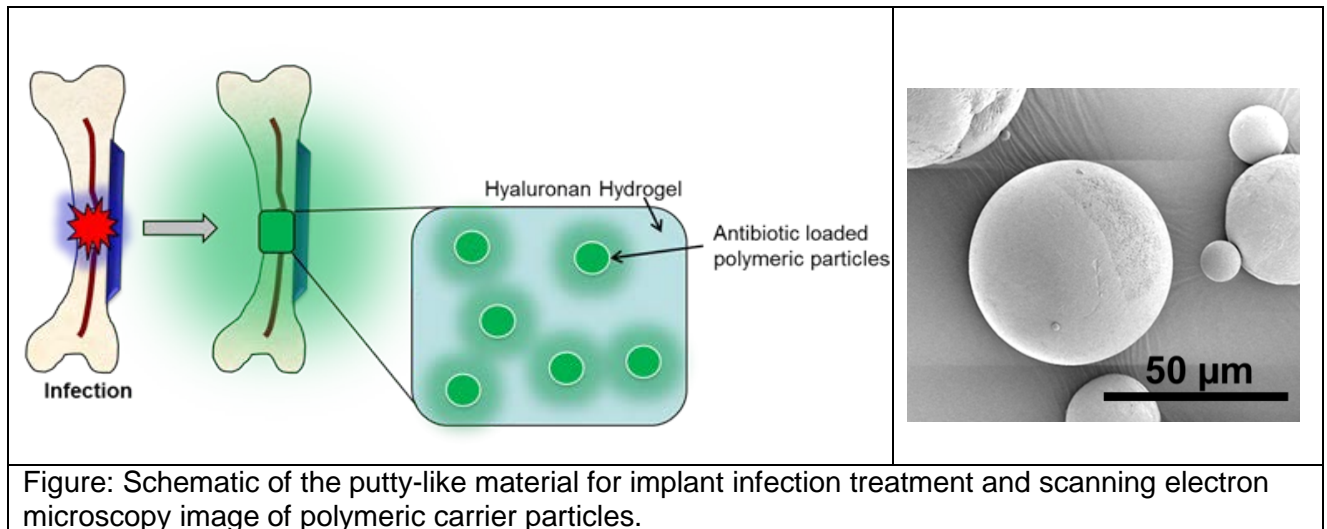 Hyaluronan Hydrogel
Antibiotic loaded
polymeric particles
Infection
50 µm
Figure: Schematic of the putty-like material for implant infection treatment and scanning electron
microscopy image of polymeric carrier particles.